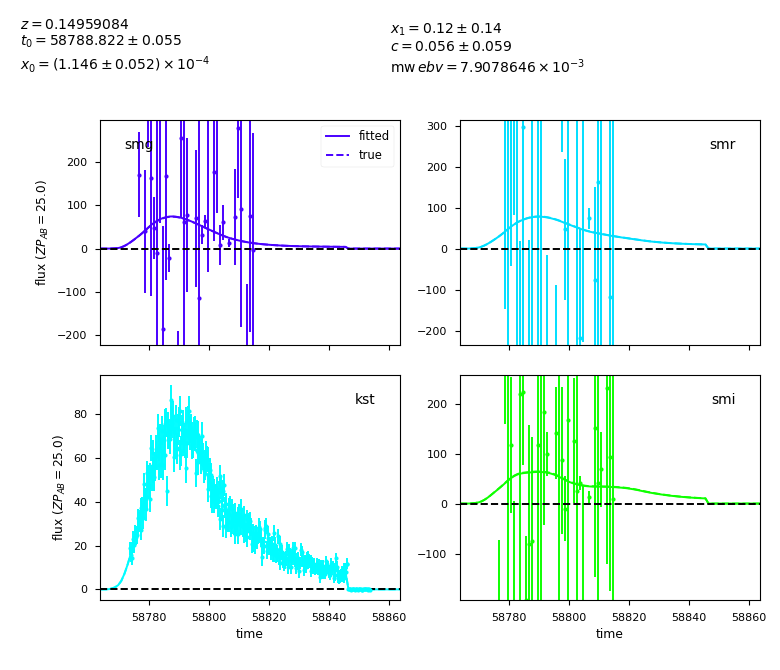 z = 0.14959084
t₀ = 58788.822 ± 0.055
x₀ = (1.146 ± 0.052) × 10⁻⁴
x₁ = 0.12 ± 0.14
c = 0.056 ± 0.059
mw ebv = 7.9078646 × 10⁻³
smg
fitted
true
200
100
0
−100
−200
flux (ZP_AB = 25.0)
smr
300
200
100
0
−100
−200
kst
80
60
40
20
0
flux (ZP_AB = 25.0)
58780
58800
58820
58840
58860
time
smi
200
100
0
−100
58780
58800
58820
58840
58860
time